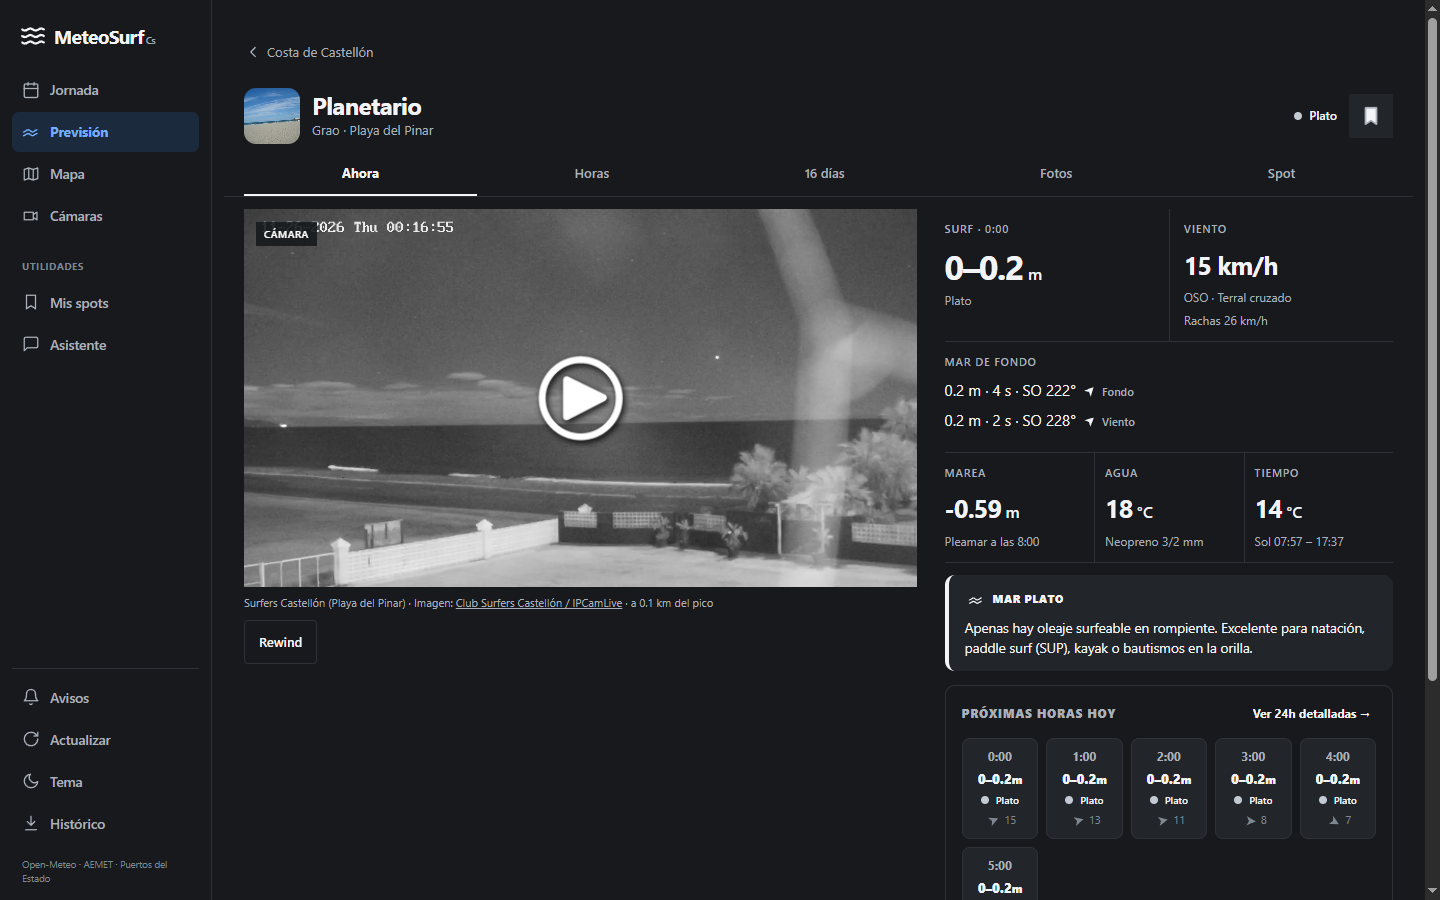 MeteoSurf Cs
Jornada
Previsión
Mapa
Cámaras
UTILIDADES
Mis spots
Asistente
Avisos
Actualizar
Tema
Histórico
Open-Meteo · AEMET · Puertos del
Estado
Costa de Castellón
Planetario
Grao · Playa del Pinar
Plato
Ahora
Horas
16 días
Fotos
Spot
2026 Thu 00:16:55
CÁMARA
Surfers Castellón (Playa del Pinar) · Imagen: Club Surfers Castellón / IPCamLive · a 0.1 km del pico
Rewind
SURF · 0:00
0–0.2 m
Plato
VIENTO
15 km/h
OSO · Terral cruzado
Rachas 26 km/h
MAR DE FONDO
0.2 m · 4 s · SO 222° Fondo
0.2 m · 2 s · SO 228° Viento
MAREA
-0.59 m
Pleamar a las 8:00
AGUA
18 °C
Neopreno 3/2 mm
TIEMPO
14 °C
Sol 07:57 – 17:37
MAR PLATO
Apenas hay oleaje surfeable en rompiente. Excelente para natación,
paddle surf (SUP), kayak o bautismos en la orilla.
PRÓXIMAS HORAS HOY
Ver 24h detalladas →
0:00
0–0.2m
Plato
15
1:00
0–0.2m
Plato
13
2:00
0–0.2m
Plato
11
3:00
0–0.2m
Plato
8
4:00
0–0.2m
Plato
7
5:00
0–0.2m